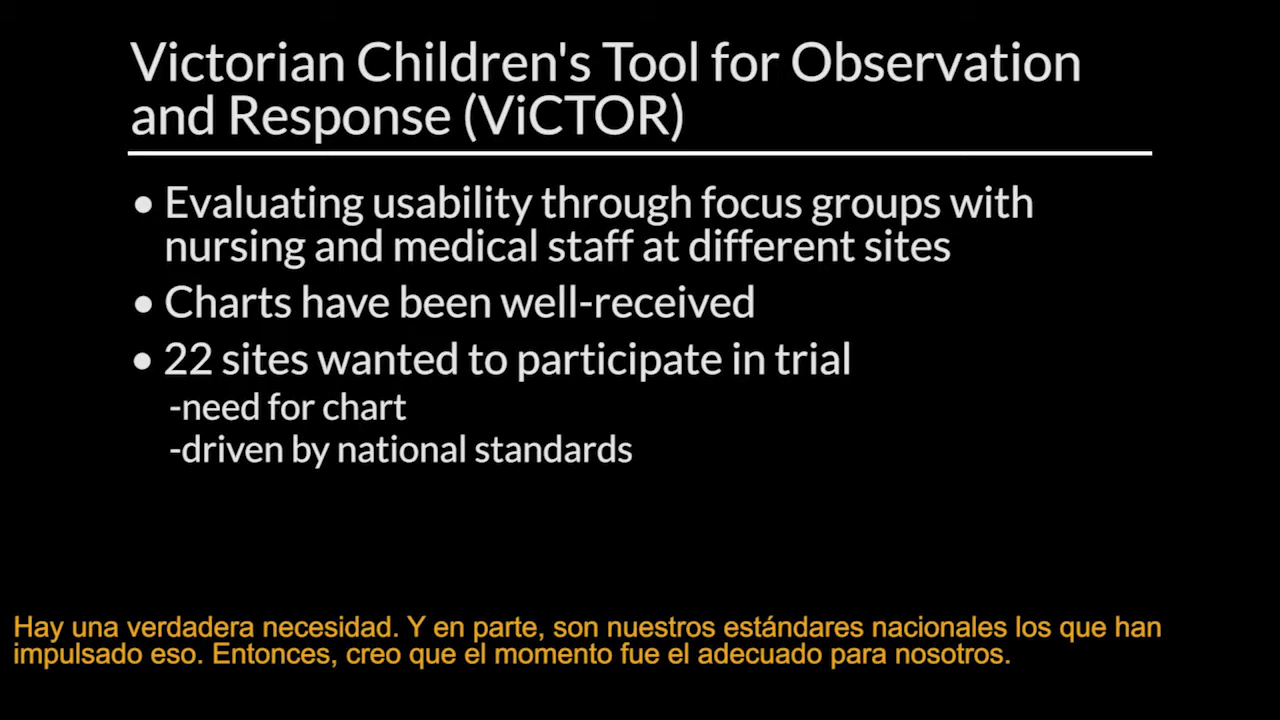 Victorian Children's Tool for Observation
and Response (ViCTOR)
• Evaluating usability through focus groups with
nursing and medical staff at different sites
• Charts have been well-received
• 22 sites wanted to participate in trial
-need for chart
-driven by national standards
Hay una verdadera necesidad. Y en parte, son nuestros estándares nacionales los que han
impulsado eso. Entonces, creo que el momento fue el adecuado para nosotros.